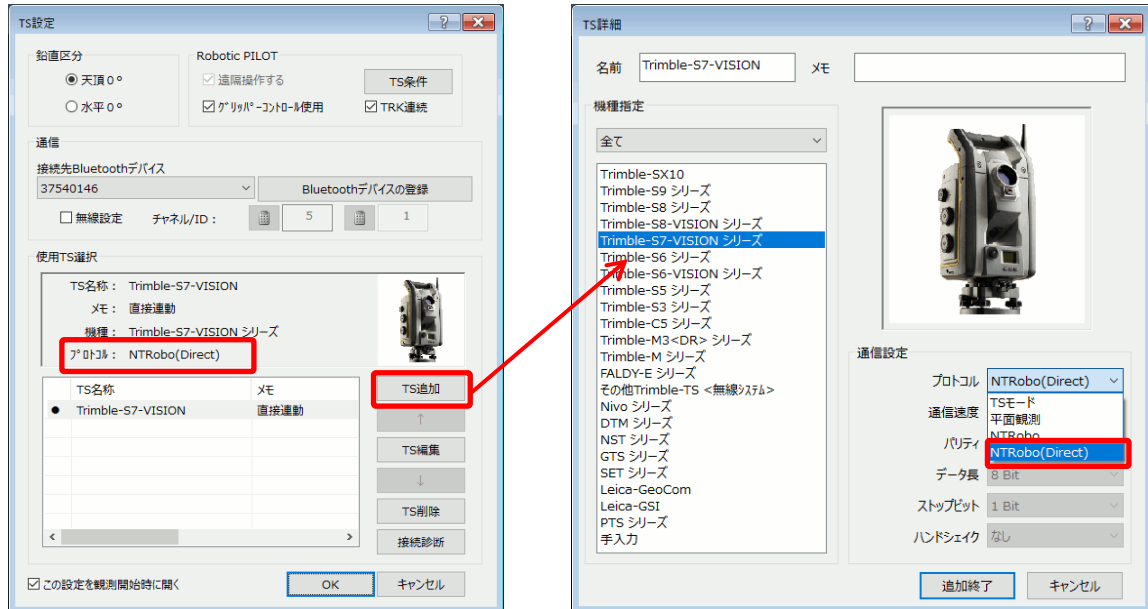 TS設定
鉛直区分
天頂0°
水平0°
Robotic PILOT
遠隔操作する
TS条件
ｸﾞﾘｯﾊﾟｰｺﾝﾄﾛｰﾙ使用
TRK連続
通信
接続先Bluetoothデバイス
37540146
Bluetoothデバイスの登録
無線設定
チャネル/ID：
5
1
使用TS選択
TS名称： Trimble-S7-VISION
メモ： 直接連動
機種： Trimble-S7-VISION シリーズ
ﾌﾟﾛﾄｺﾙ： NTRobo(Direct)
TS名称 メモ
● Trimble-S7-VISION 直接連動
TS追加
↑
TS編集
↓
TS削除
接続診断
この設定を観測開始時に開く
OK
キャンセル
TS詳細
名前 Trimble-S7-VISION メモ
機種指定
全て
Trimble-SX10
Trimble-S9 シリーズ
Trimble-S8 シリーズ
Trimble-S8-VISION シリーズ
Trimble-S7-VISION シリーズ
Trimble-S6 シリーズ
Trimble-S6-VISION シリーズ
Trimble-S5 シリーズ
Trimble-S3 シリーズ
Trimble-C5 シリーズ
Trimble-M3<DR> シリーズ
Trimble-M シリーズ
FALDY-E シリーズ
その他Trimble-TS <無線ｼｽﾃﾑ>
Nivo シリーズ
DTM シリーズ
NST シリーズ
GTS シリーズ
SET シリーズ
Leica-GeoCom
Leica-GSI
PTS シリーズ
手入力
通信設定
プロトコル NTRobo(Direct)
TSモード
通信速度
平面観測
NTRobo
パリティ
NTRobo(Direct)
データ長 8 Bit
ストップビット 1 Bit
ハンドシェイク なし
追加終了
キャンセル